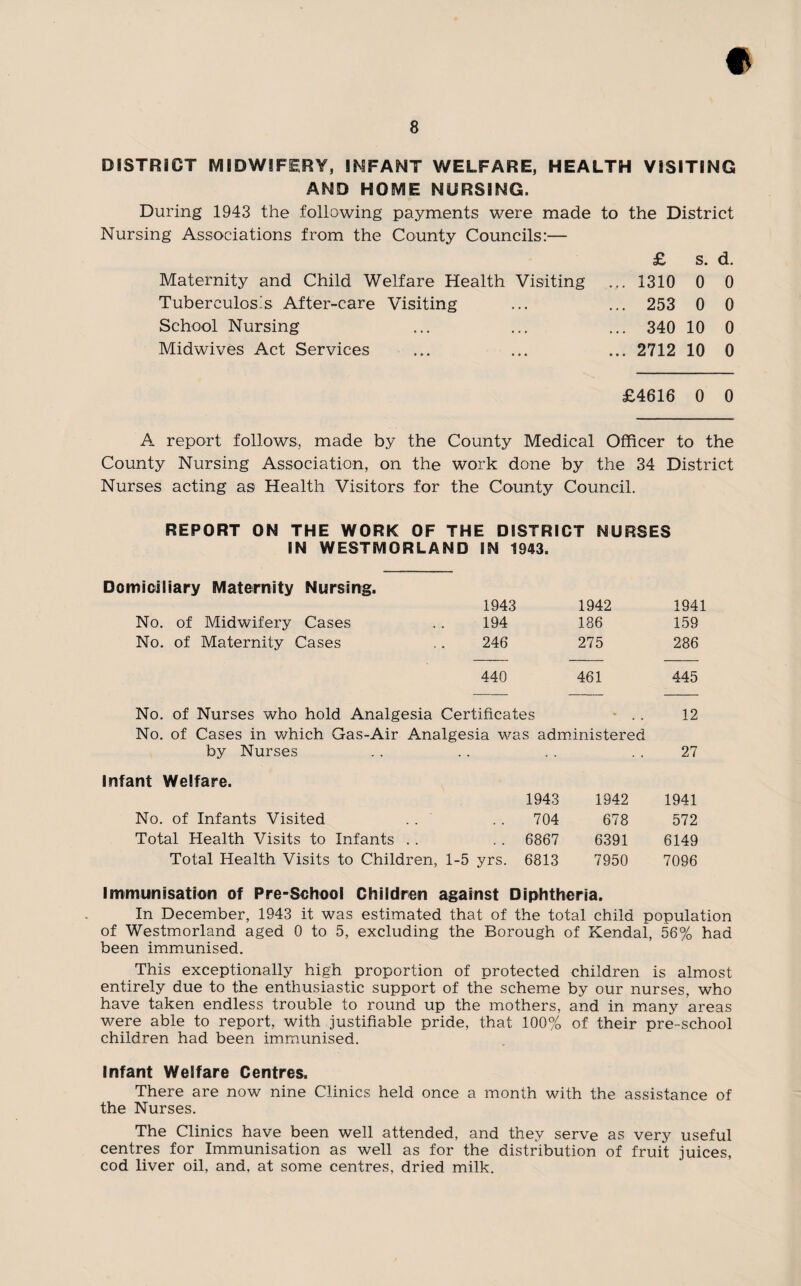 8
DISTRICT MIDWIFERY, INFANT WELFARE, HEALTH VISITING
AND HOME NURSING.
During 1943 the following payments were made to the District
Nursing Associations from the County Councils:—
£ s. d.
Maternity and Child Welfare Health Visiting ... 1310 0 0
Tuberculosis After-care Visiting ... ... 253 0 0
School Nursing ... ... ... 340 10 0
Midwives Act Services ... ... ... 2712 10 0
£4616 0 0
A report follows, made by the County Medical Officer to the
County Nursing Association, on the work done by the 34 District
Nurses acting as Health Visitors for the County Council.
REPORT ON THE WORK OF THE DISTRICT NURSES
IN WESTMORLAND IN 1943.
Domiciliary Maternity Nursing.
1943 1942 1941
No. of Midwifery Cases .. 194 186 159
No. of Maternity Cases .. 246 275 286
440 461 445
No. of Nurses who hold Analgesia Certificates .. 12
No. of Cases in which Gas-Air Analgesia was administered
by Nurses .. .. .. .. 27
Infant Welfare.
1943 1942 1941
No. of Infants Visited .. .. 704 678 572
Total Health Visits to Infants .. .. 6867 6391 6149
Total Health Visits to Children, 1-5 yrs. 6813 7950 7096
Immunisation of Pre-School Children against Diphtheria.
In December, 1943 it was estimated that of the total child population
of Westmorland aged 0 to 5, excluding the Borough of Kendal, 56% had
been immunised.
This exceptionally high proportion of protected children is almost
entirely due to the enthusiastic support of the scheme by our nurses, who
have taken endless trouble to round up the mothers, and in many areas
were able to report, with justifiable pride, that 100% of their pre-school
children had been immunised.
Infant Welfare Centres.
There are now nine Clinics held once a month with the assistance of
the Nurses.
The Clinics have been well attended, and they serve as very useful
centres for Immunisation as well as for the distribution of fruit juices,
cod liver oil, and, at some centres, dried milk.